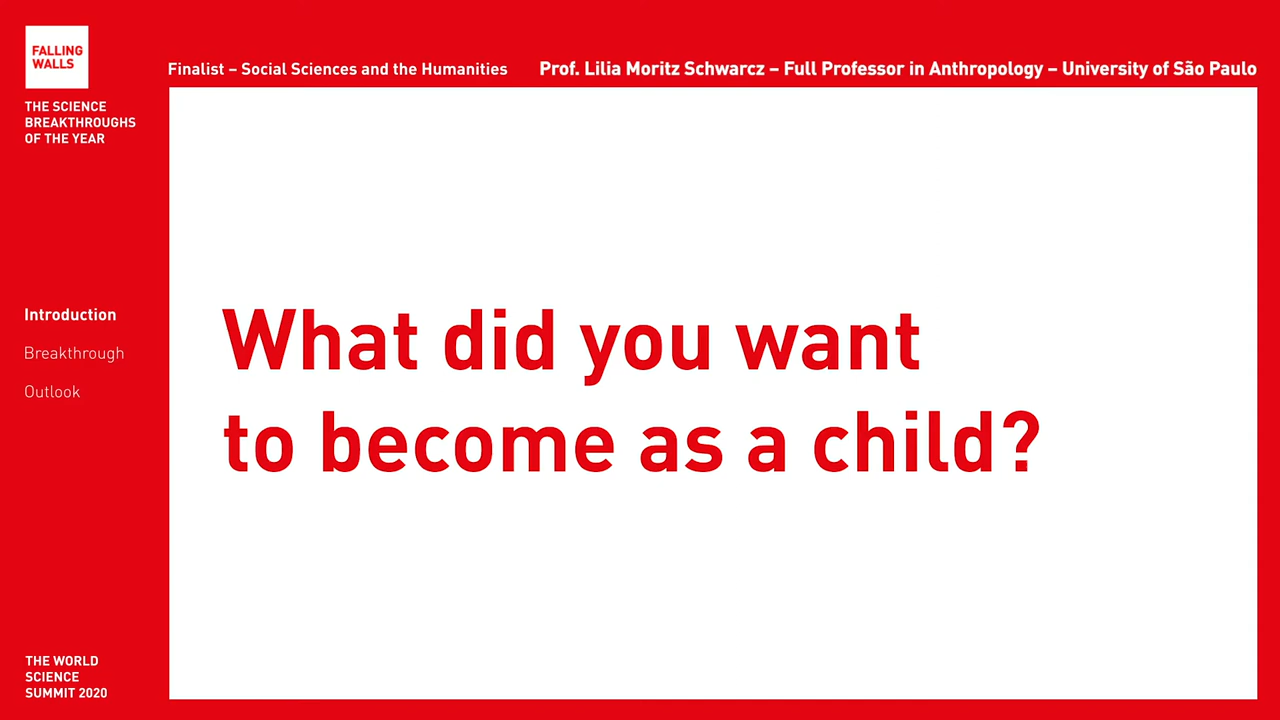 FALLING
WALLS
THE SCIENCE
BREAKTHROUGHS
OF THE YEAR
Finalist – Social Sciences and the Humanities
Prof. Lilia Moritz Schwarcz – Full Professor in Anthropology – University of São Paulo
Introduction
Breakthrough
Outlook
What did you want
to become as a child?
THE WORLD
SCIENCE
SUMMIT 2020